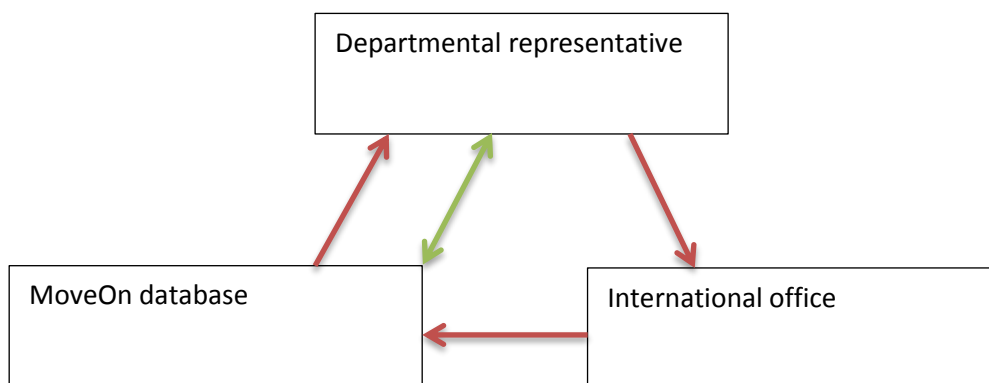 Departmental representative
MoveOn database
International office